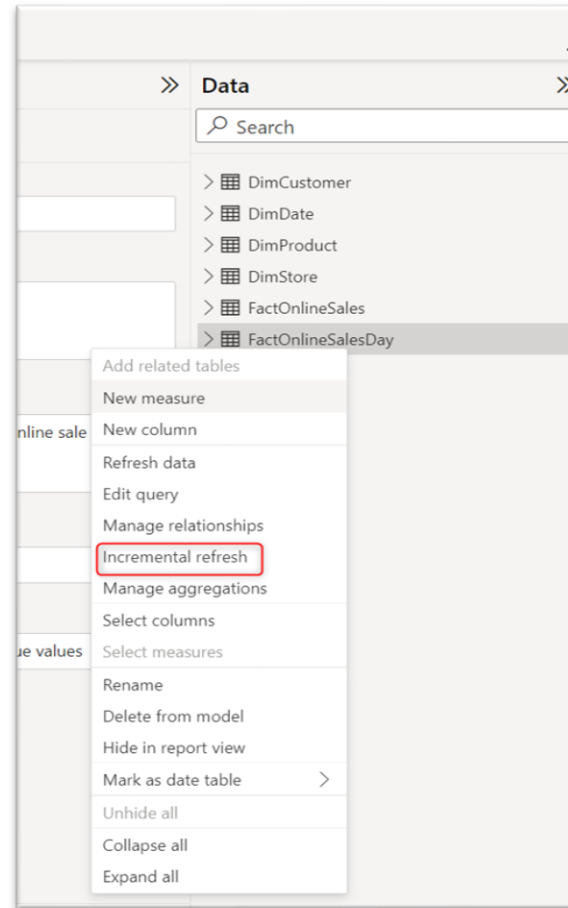 Data
Search
DimCustomer
DimDate
DimProduct
DimStore
FactOnlineSales
FactOnlineSalesDay
Add related tables
New measure
nline sale
New column
Refresh data
Edit query
Manage relationships
Incremental refresh
Manage aggregations
Select columns
ue values
Select measures
Rename
Delete from model
Hide in report view
Mark as date table
Unhide all
Collapse all
Expand all